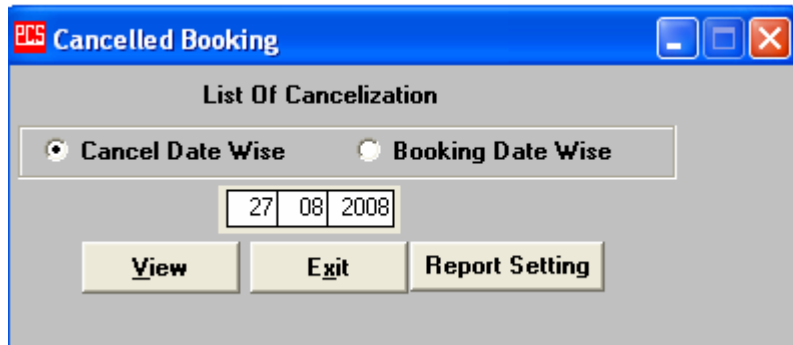 PCS Cancelled Booking
List Of Cancelization
Cancel Date Wise Booking Date Wise
27 08 2008
View Exit Report Setting